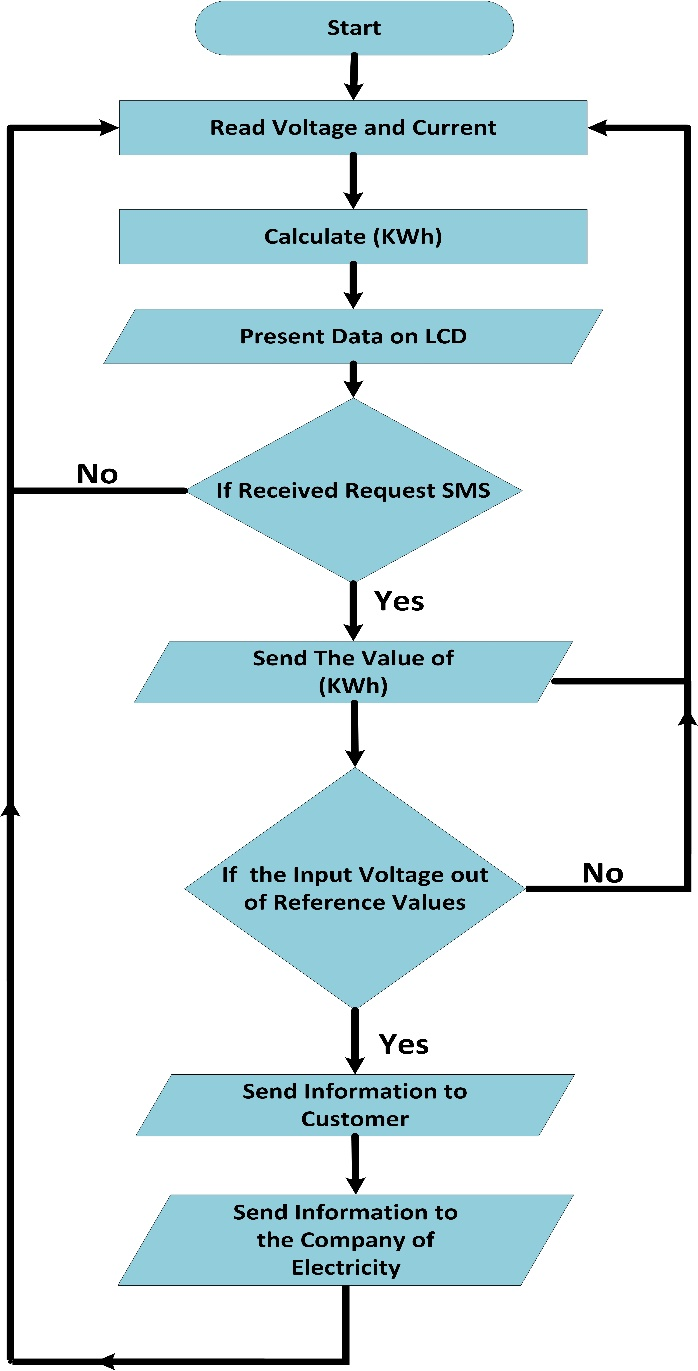 Start
Read Voltage and Current
Calculate (KWh)
Present Data on LCD
No
If Received Request SMS
Yes
Send The Value of
(KWh)
If the Input Voltage out
of Reference Values
No
Yes
Send Information to
Customer
Send Information to
the Company of
Electricity